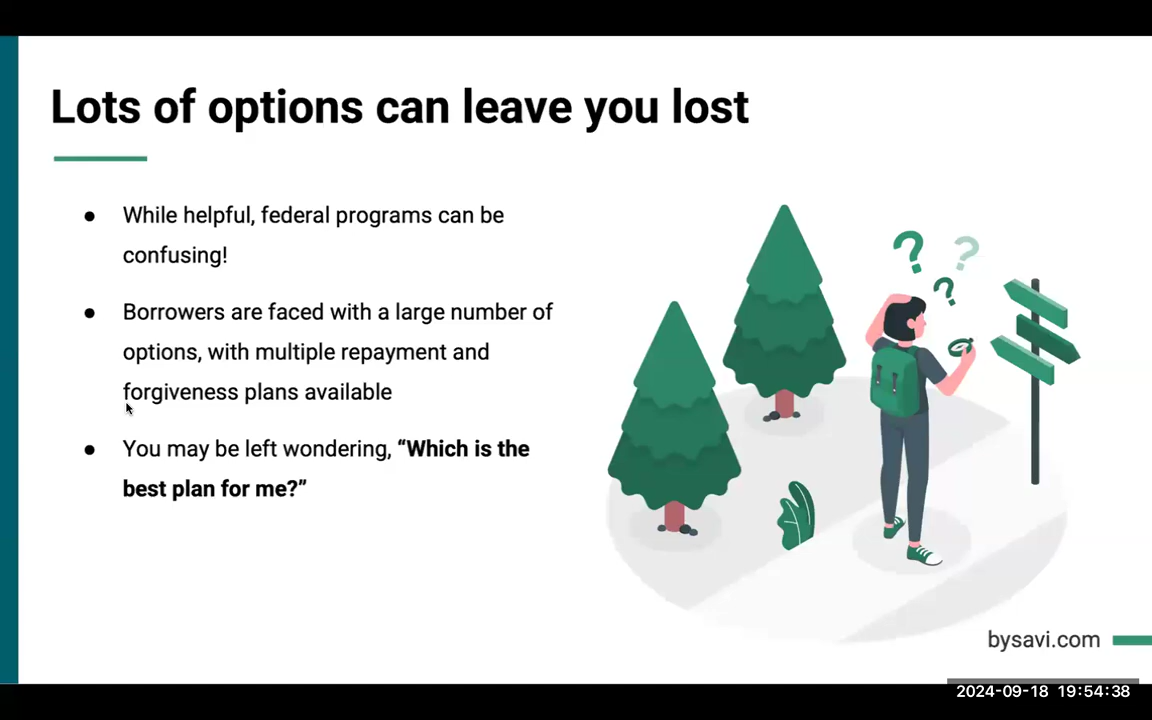 Lots of options can leave you lost
● While helpful, federal programs can be
confusing!
● Borrowers are faced with a large number of
options, with multiple repayment and
forgiveness plans available
● You may be left wondering, “Which is the
best plan for me?”
? ? ?
bysavi.com
2024-09-18 19:54:38